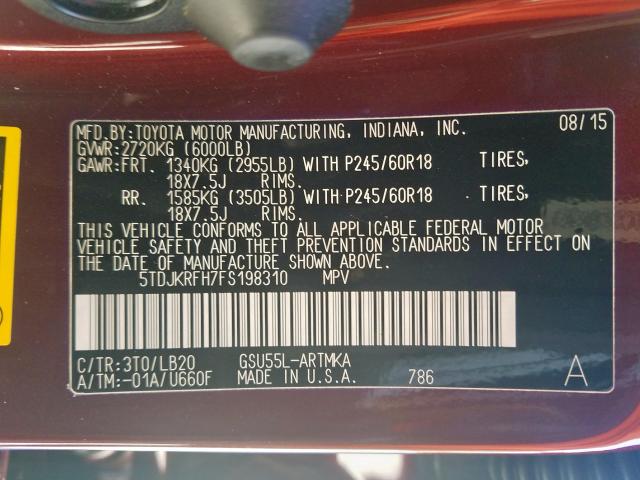 MFD.BY:TOYOTA MOTOR MANUFACTURING, INDIANA, INC. 08/15
GVWR:2720KG (6000LB)
GAWR:FRT. 1340KG (2955LB) WITH P245/60R18 TIRES,
18X7.5J RIMS.
RR. 1585KG (3505LB) WITH P245/60R18 TIRES,
18X7.5J RIMS.
THIS VEHICLE CONFORMS TO ALL APPLICABLE FEDERAL MOTOR
VEHICLE SAFETY AND THEFT PREVENTION STANDARDS IN EFFECT ON
THE DATE OF MANUFACTURE SHOWN ABOVE.
5TDJKRFH7FS198310 MPV
C/TR:3T0/LB20 GSU55L-ARTMKA
A/TM:-01A/U660F MADE IN U.S.A. 786 A